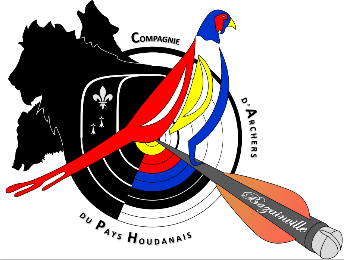 COMPAGNIE
D'ARCHERS
DU PAYS HOUDANAIS
Bazainville